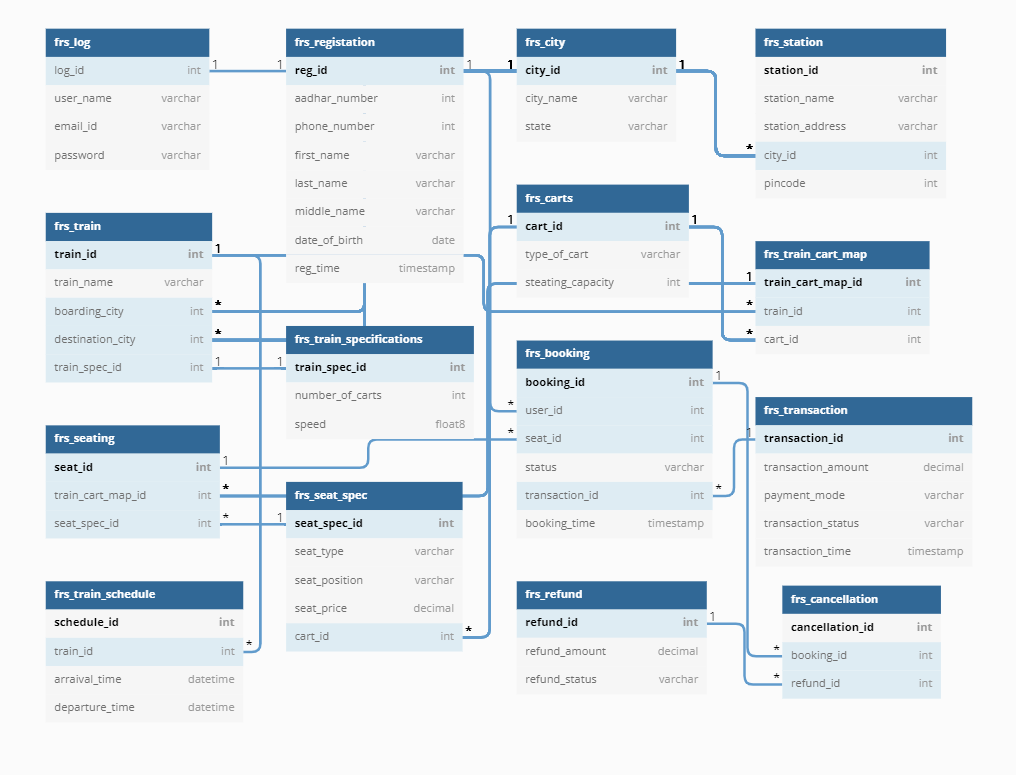 frs_log
log_id int
user_name varchar
email_id varchar
password varchar
1 1
frs_registation
reg_id int
aadhar_number int
phone_number int
first_name varchar
last_name varchar
middle_name varchar
date_of_birth date
reg_time timestamp
1 1
frs_city
city_id int
city_name varchar
state varchar
1
*
frs_station
station_id int
station_name varchar
station_address varchar
city_id int
pincode int
frs_train
train_id int
train_name varchar
boarding_city int
destination_city int
train_spec_id int
1
*
*
1 1
frs_train_specifications
train_spec_id int
number_of_carts int
speed float8
frs_carts
cart_id int
type_of_cart varchar
steating_capacity int
1 1
1
*
*
frs_train_cart_map
train_cart_map_id int
train_id int
cart_id int
frs_booking
booking_id int
user_id int
seat_id int
status varchar
transaction_id int
booking_time timestamp
*
*
1
1
*
frs_transaction
transaction_id int
transaction_amount decimal
payment_mode varchar
transaction_status varchar
transaction_time timestamp
frs_seating
seat_id int
train_cart_map_id int
seat_spec_id int
1
*
* 1
frs_seat_spec
seat_spec_id int
seat_type varchar
seat_position varchar
seat_price decimal
cart_id int
*
frs_train_schedule
schedule_id int
train_id int
arraival_time datetime
departure_time datetime
*
frs_refund
refund_id int
refund_amount decimal
refund_status varchar
1
*
*
frs_cancellation
cancellation_id int
booking_id int
refund_id int